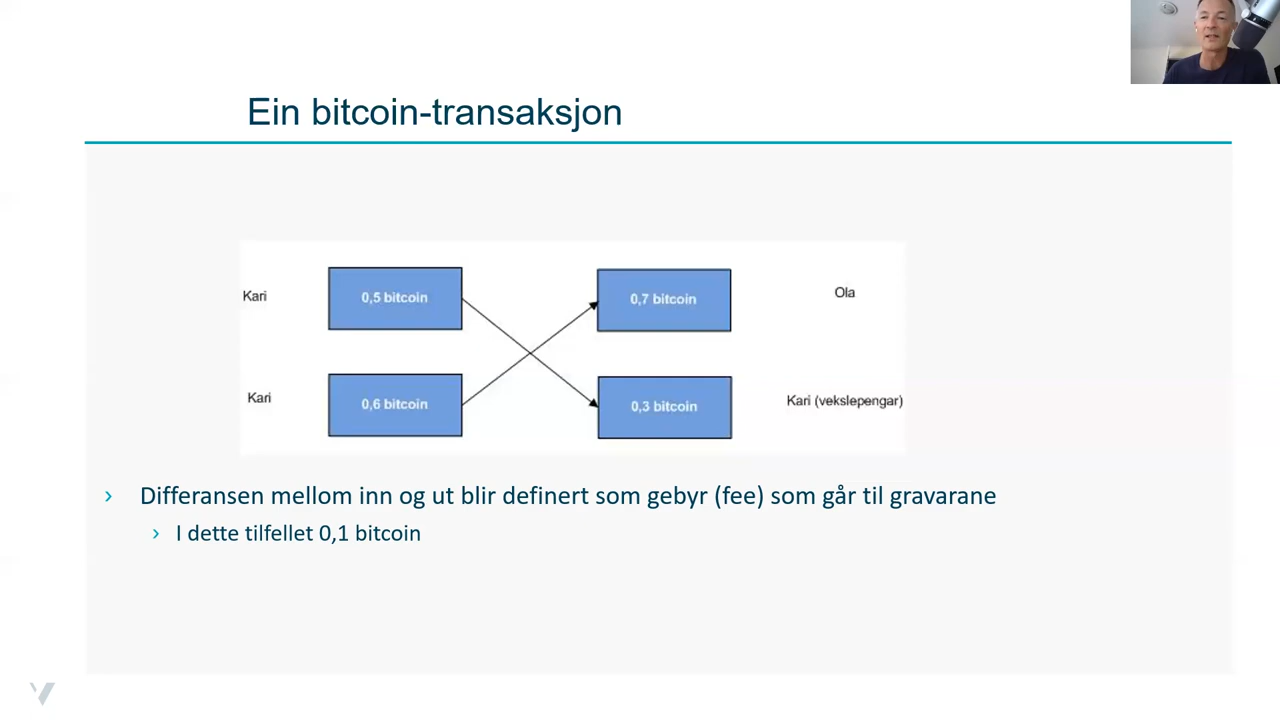 Ein bitcoin-transaksjon
Kari
0,5 bitcoin
0,7 bitcoin
Ola
Kari
0,6 bitcoin
0,3 bitcoin
Kari (vekslepengar)
Differansen mellom inn og ut blir definert som gebyr (fee) som går til gravarane
I dette tilfellet 0,1 bitcoin